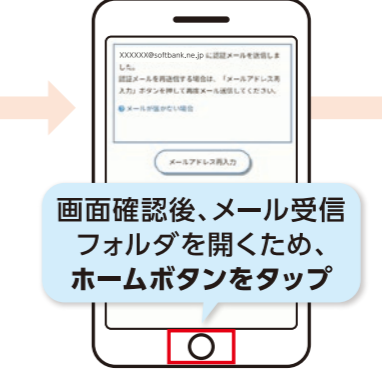 XXXXXX@softbank.ne.jp に認証メールを送信しま
した。
認証メールを再送信する場合は、「メールアドレス再
入力」ボタンを押して再度メール送信してください。
メールが届かない場合
メールアドレス再入力
画面確認後、メール受信
フォルダを開くため、
ホームボタンをタップ